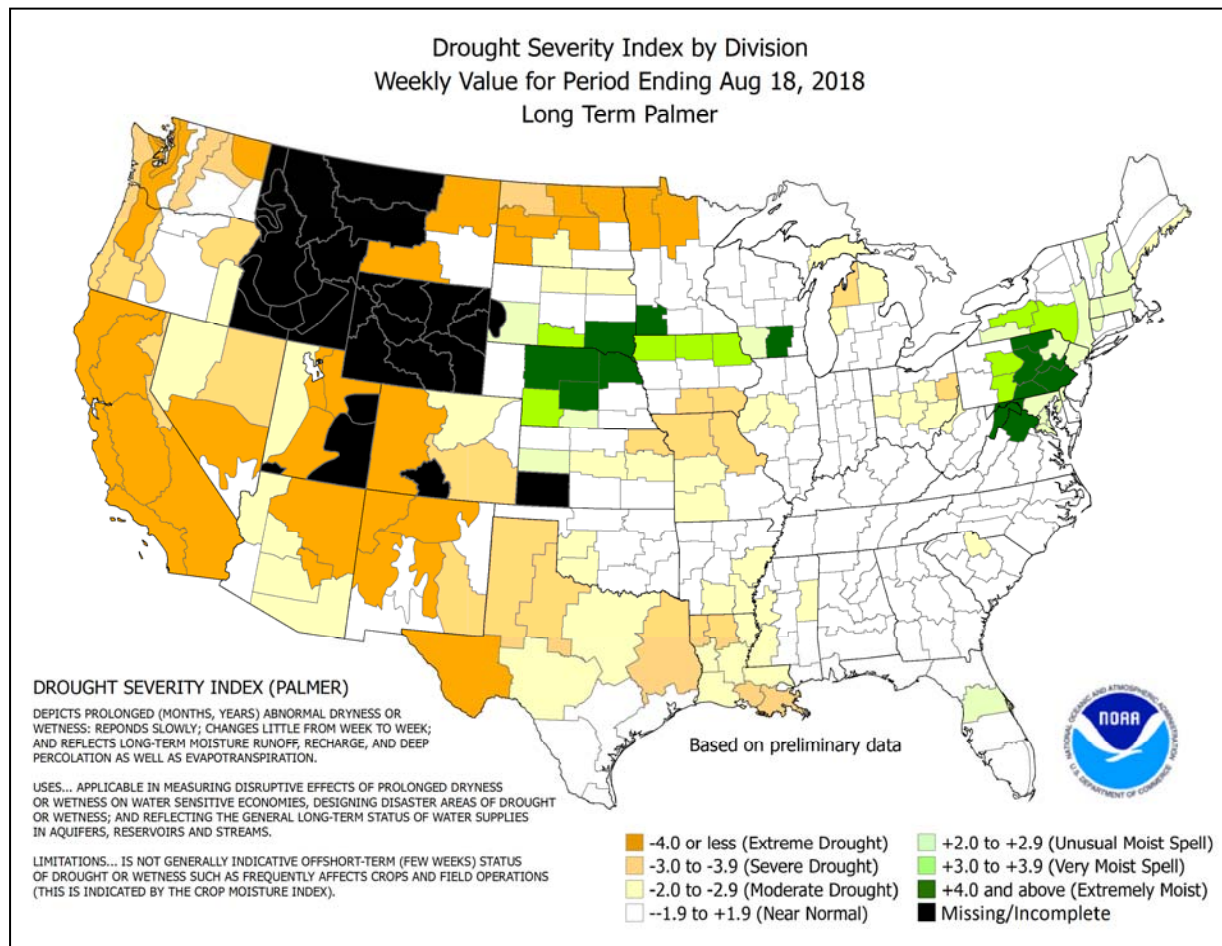 Drought Severity Index by Division
Weekly Value for Period Ending Aug 18, 2018
Long Term Palmer
DROUGHT SEVERITY INDEX (PALMER)
DEPICTS PROLONGED (MONTHS, YEARS) ABNORMAL DRYNESS OR
WETNESS: REPONDS SLOWLY; CHANGES LITTLE FROM WEEK TO WEEK;
AND REFLECTS LONG-TERM MOISTURE RUNOFF, RECHARGE, AND DEEP
PERCOLATION AS WELL AS EVAPOTRANSPIRATION.
USES... APPLICABLE IN MEASURING DISRUPTIVE EFFECTS OF PROLONGED DRYNESS
OR WETNESS ON WATER SENSITIVE ECONOMIES, DESIGNING DISASTER AREAS OF DROUGHT
OR WETNESS; AND REFLECTING THE GENERAL LONG-TERM STATUS OF WATER SUPPLIES
IN AQUIFERS, RESERVOIRS AND STREAMS.
LIMITATIONS... IS NOT GENERALLY INDICATIVE OFFSHORT-TERM (FEW WEEKS) STATUS
OF DROUGHT OR WETNESS SUCH AS FREQUENTLY AFFECTS CROPS AND FIELD OPERATIONS
(THIS IS INDICATED BY THE CROP MOISTURE INDEX).
Based on preliminary data
NATIONAL OCEANIC AND ATMOSPHERIC ADMINISTRATION
NOAA
U.S. DEPARTMENT OF COMMERCE
-4.0 or less (Extreme Drought)
-3.0 to -3.9 (Severe Drought)
-2.0 to -2.9 (Moderate Drought)
--1.9 to +1.9 (Near Normal)
+2.0 to +2.9 (Unusual Moist Spell)
+3.0 to +3.9 (Very Moist Spell)
+4.0 and above (Extremely Moist)
Missing/Incomplete